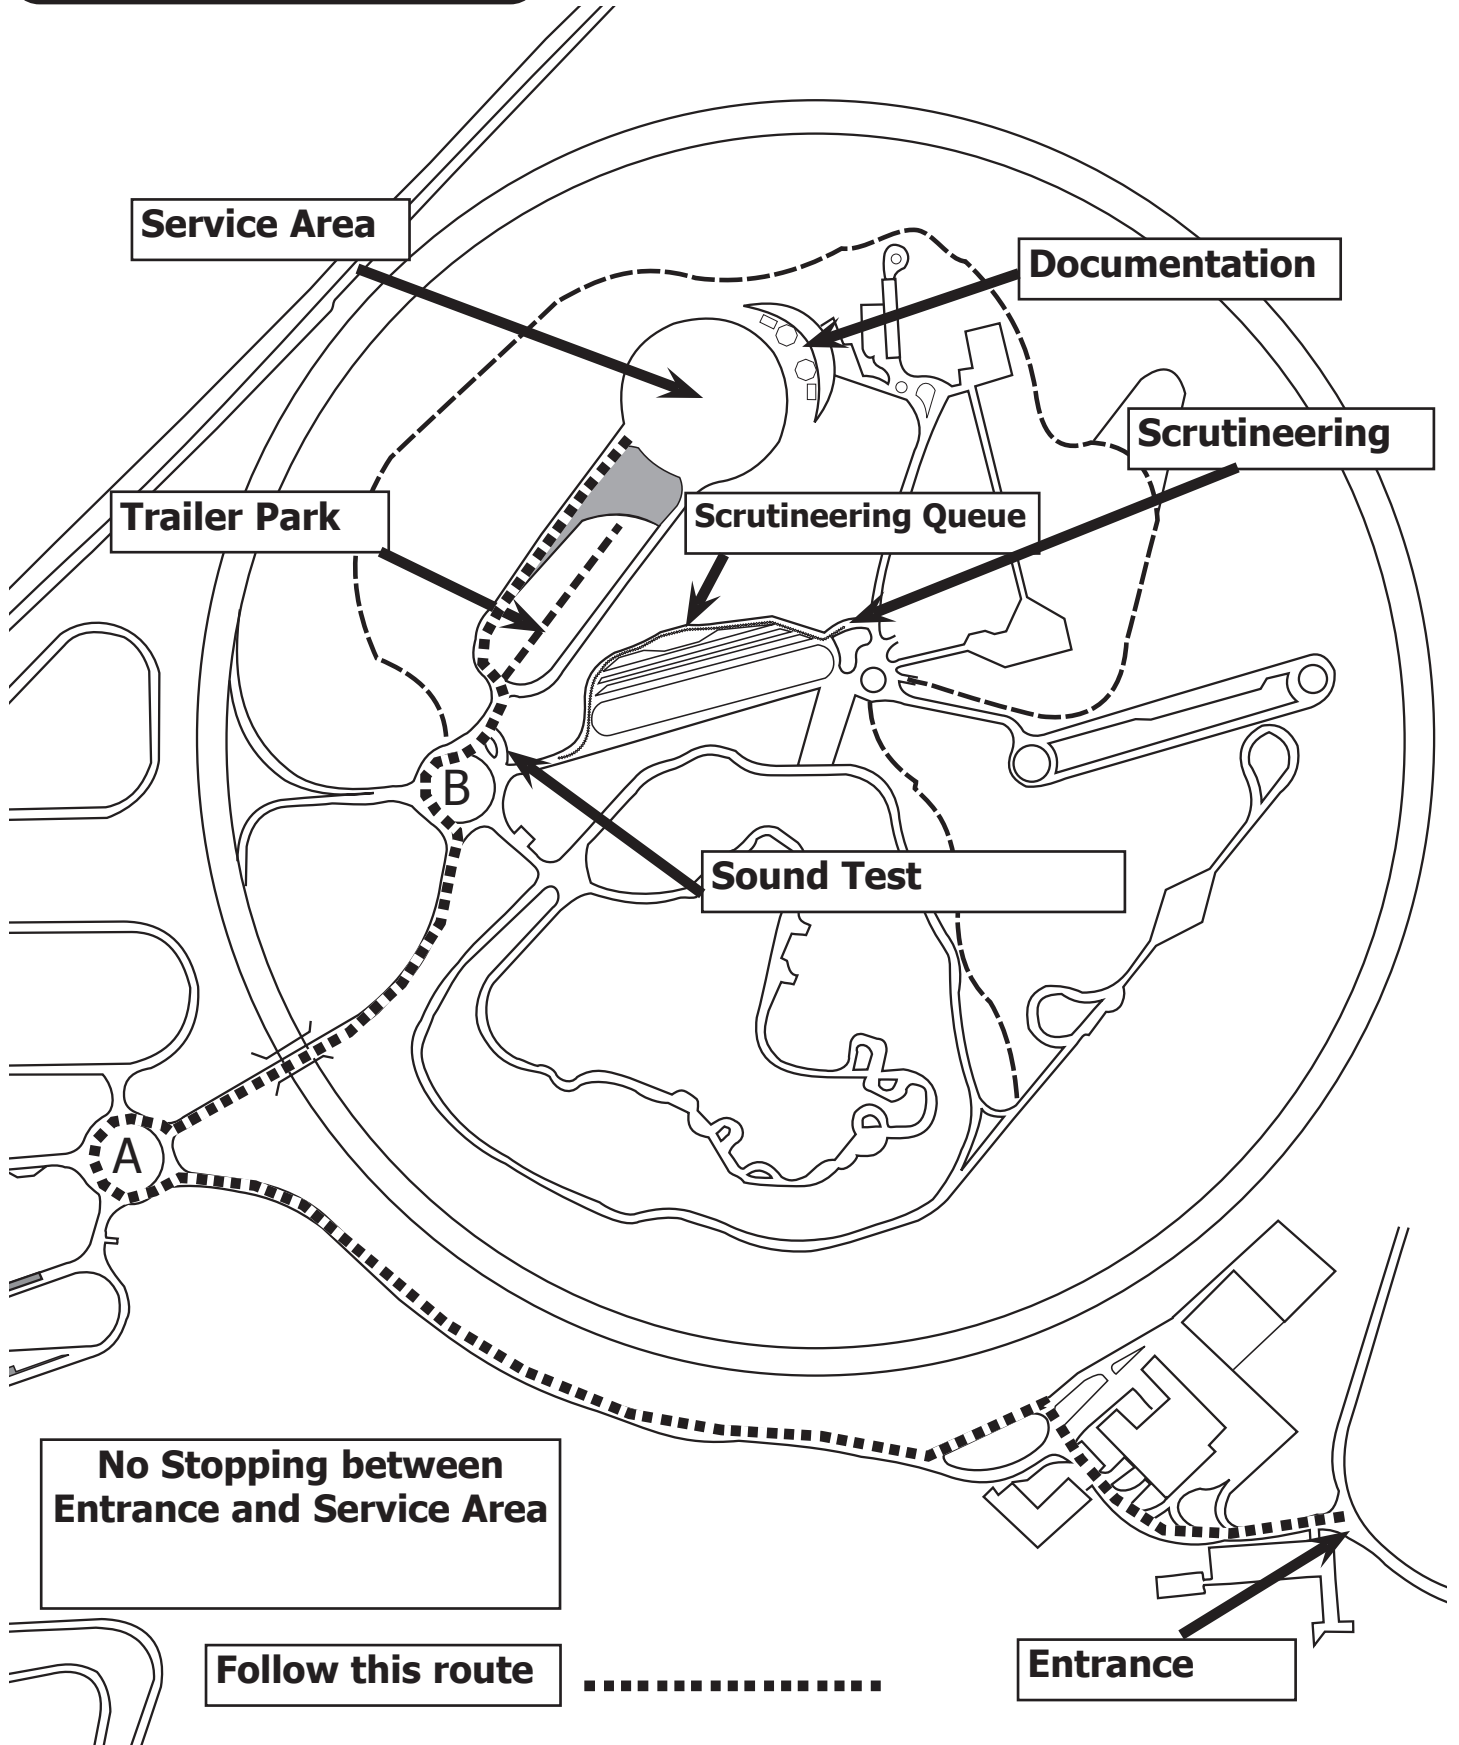 Service Area
Documentation
Scrutineering
Trailer Park
Scrutineering Queue
B
Sound Test
A
No Stopping between
Entrance and Service Area
Follow this route
Entrance